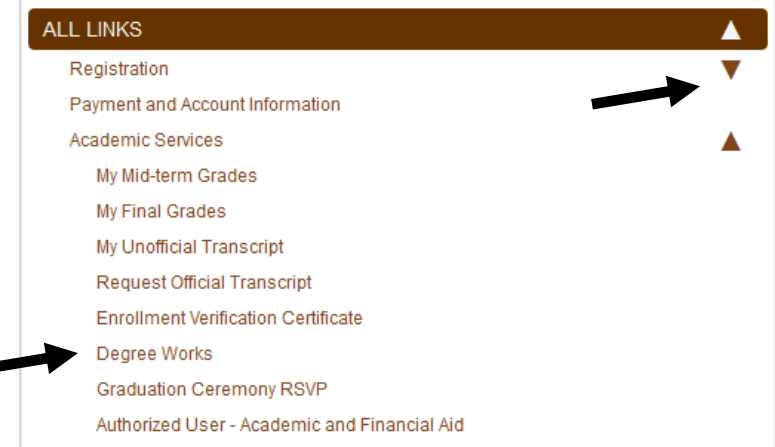 ALL LINKS
Registration
Payment and Account Information
Academic Services
My Mid-term Grades
My Final Grades
My Unofficial Transcript
Request Official Transcript
Enrollment Verification Certificate
Degree Works
Graduation Ceremony RSVP
Authorized User - Academic and Financial Aid